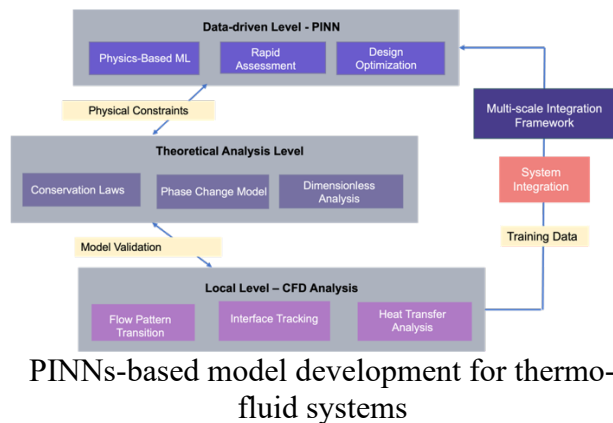 Data-driven Level - PINN
Physics-Based ML
Rapid
Assessment
Design
Optimization
Physical Constraints
Multi-scale Integration
Framework
Theoretical Analysis Level
Conservation Laws
Phase Change Model
Dimensionless
Analysis
System
Integration
Model Validation
Training Data
Local Level – CFD Analysis
Flow Pattern
Transition
Interface Tracking
Heat Transfer
Analysis
PINNs-based model development for thermo-
fluid systems